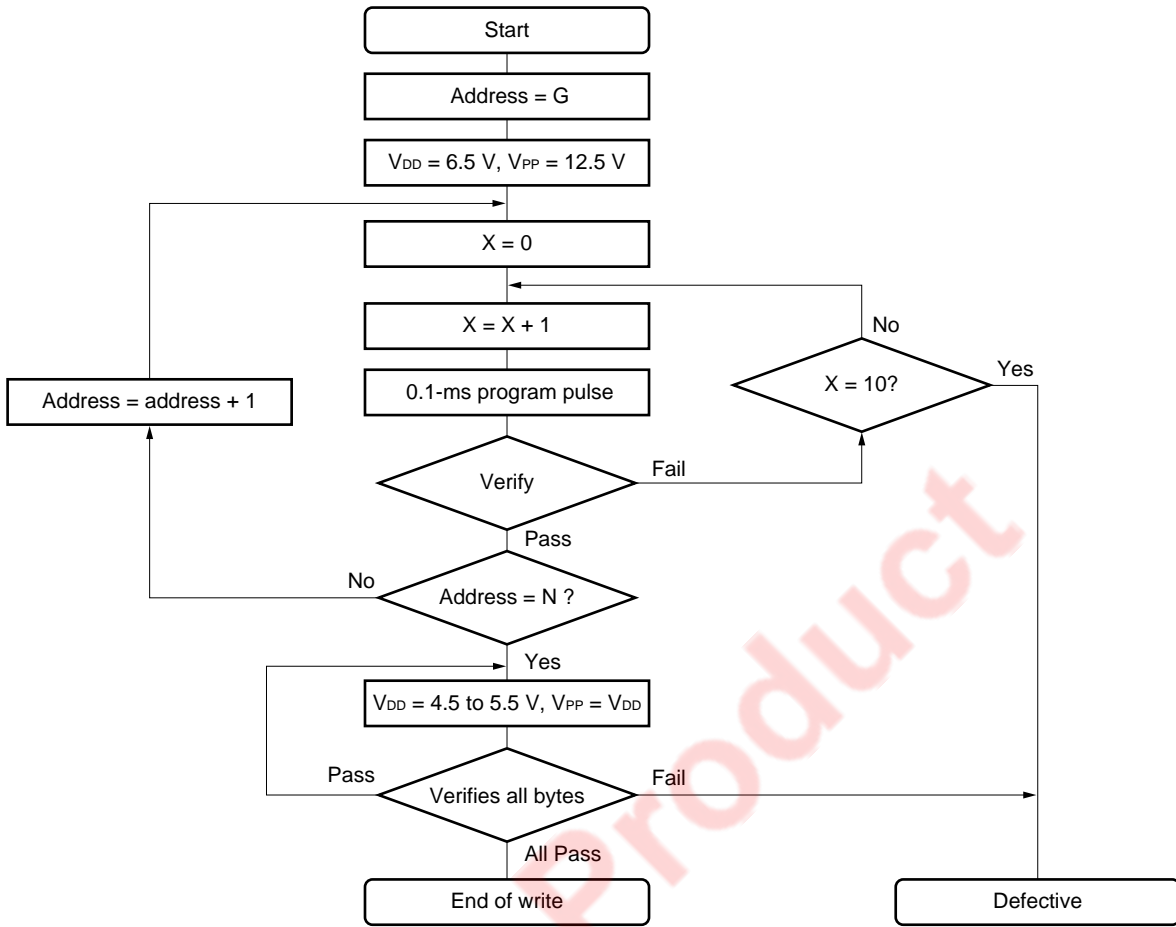 Start
Address = G
VDD = 6.5 V, VPP = 12.5 V
X = 0
X = X + 1
No
Yes
X = 10?
Address = address + 1
0.1-ms program pulse
Verify
Fail
Pass
No
Address = N ?
Yes
VDD = 4.5 to 5.5 V, VPP = VDD
Pass
Fail
Verifies all bytes
All Pass
End of write
Defective
Product